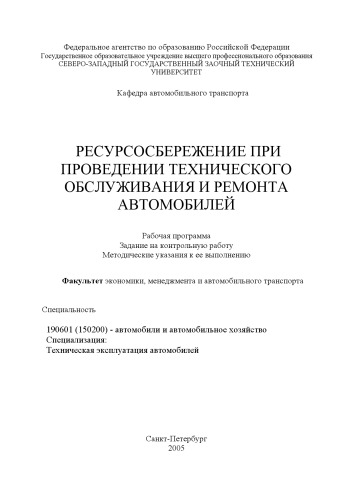 Федеральное агентство по образованию Российской Федерации
Государственное образовательное учреждение высшего профессионального образования
СЕВЕРО-ЗАПАДНЫЙ ГОСУДАРСТВЕННЫЙ ЗАОЧНЫЙ ТЕХНИЧЕСКИЙ
УНИВЕРСИТЕТ
Кафедра автомобильного транспорта
РЕСУРСОСБЕРЕЖЕНИЕ ПРИ
ПРОВЕДЕНИИ ТЕХНИЧЕСКОГО
ОБСЛУЖИВАНИЯ И РЕМОНТА
АВТОМОБИЛЕЙ
Рабочая программа
Задание на контрольную работу
Методические указания к ее выполнению
Факультет экономики, менеджмента и автомобильного транспорта
Специальность
190601 (150200) - автомобили и автомобильное хозяйство
Специализация:
Техническая эксплуатация автомобилей
Санкт-Петербург
2005